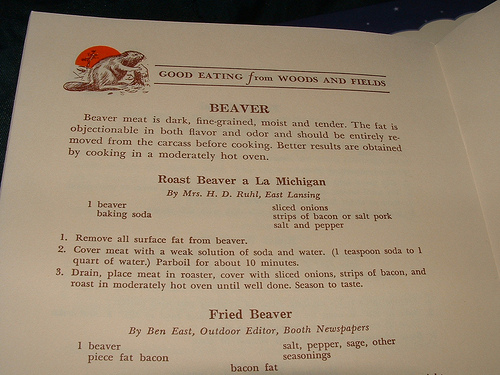 GOOD EATING from WOODS AND FIELDS
BEAVER
Beaver meat is dark, fine-grained, moist and tender. The fat is
objectionable in both flavor and odor and should be entirely re-
moved from the carcass before cooking. Better results are obtained
by cooking in a moderately hot oven.
Roast Beaver a La Michigan
By Mrs. H. D. Ruhl, East Lansing
1 beaver
baking soda
sliced onions
strips of bacon or salt pork
salt and pepper
1. Remove all surface fat from beaver.
2. Cover meat with a weak solution of soda and water. (1 teaspoon soda to 1
quart of water.) Parboil for about 10 minutes.
3. Drain, place meat in roaster, cover with sliced onions, strips of bacon, and
roast in moderately hot oven until well done. Season to taste.
Fried Beaver
By Ben East, Outdoor Editor, Booth Newspapers
1 beaver
piece fat bacon
salt, pepper, sage, other
seasonings
bacon fat